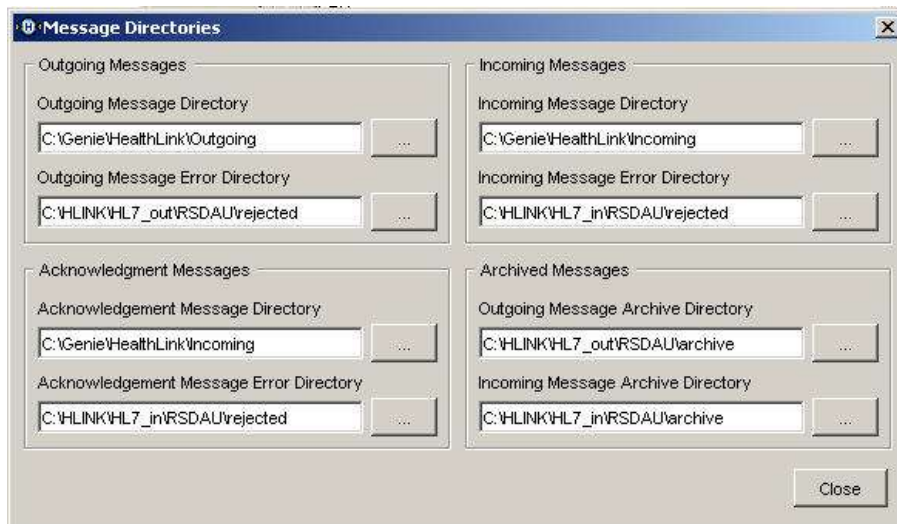 Message Directories
Outgoing Messages
Outgoing Message Directory
C:\Genie\HealthLink\Outgoing
...
Outgoing Message Error Directory
C:\HLINK\HL7_out\RSDAU\rejected
...
Incoming Messages
Incoming Message Directory
C:\Genie\HealthLink\Incoming
...
Incoming Message Error Directory
C:\HLINK\HL7_in\RSDAU\rejected
...
Acknowledgment Messages
Acknowledgement Message Directory
C:\Genie\HealthLink\Incoming
...
Acknowledgement Message Error Directory
C:\HLINK\HL7_in\RSDAU\rejected
...
Archived Messages
Outgoing Message Archive Directory
C:\HLINK\HL7_out\RSDAU\archive
...
Incoming Message Archive Directory
C:\HLINK\HL7_in\RSDAU\archive
...
Close